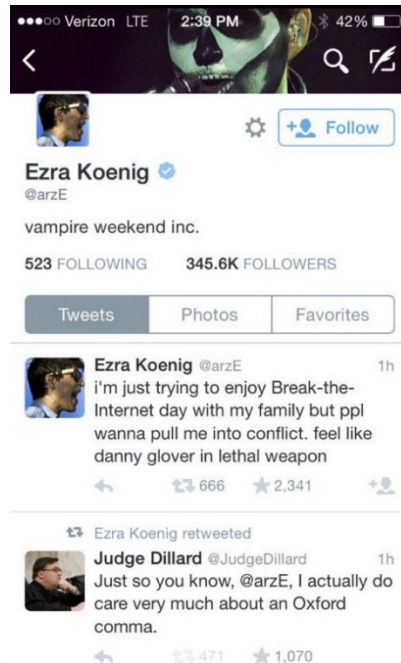 Verizon LTE 2:39 PM 42%
Follow
Ezra Koenig
@arzE
vampire weekend inc.
523 FOLLOWING 345.6K FOLLOWERS
Tweets Photos Favorites
Ezra Koenig @arzE 1h
i'm just trying to enjoy Break-the-
Internet day with my family but ppl
wanna pull me into conflict. feel like
danny glover in lethal weapon
666 2,341
Ezra Koenig retweeted
Judge Dillard @JudgeDillard 1h
Just so you know, @arzE, I actually do
care very much about an Oxford
comma.
471 1,070